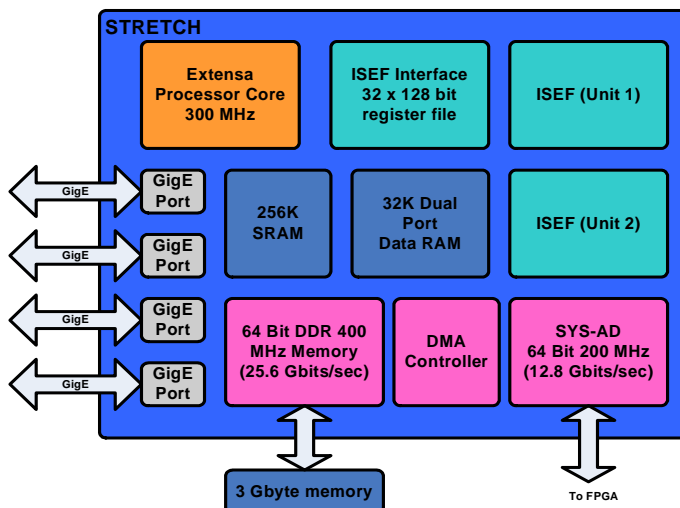 STRETCH
Extensa
Processor Core
300 MHz
ISEF Interface
32 x 128 bit
register file
ISEF (Unit 1)
GigE
GigE
Port
256K
SRAM
32K Dual
Port
Data RAM
ISEF (Unit 2)
GigE
GigE
Port
GigE
GigE
Port
64 Bit DDR 400
MHz Memory
(25.6 Gbits/sec)
DMA
Controller
SYS-AD
64 Bit 200 MHz
(12.8 Gbits/sec)
GigE
GigE
Port
3 Gbyte memory
To FPGA